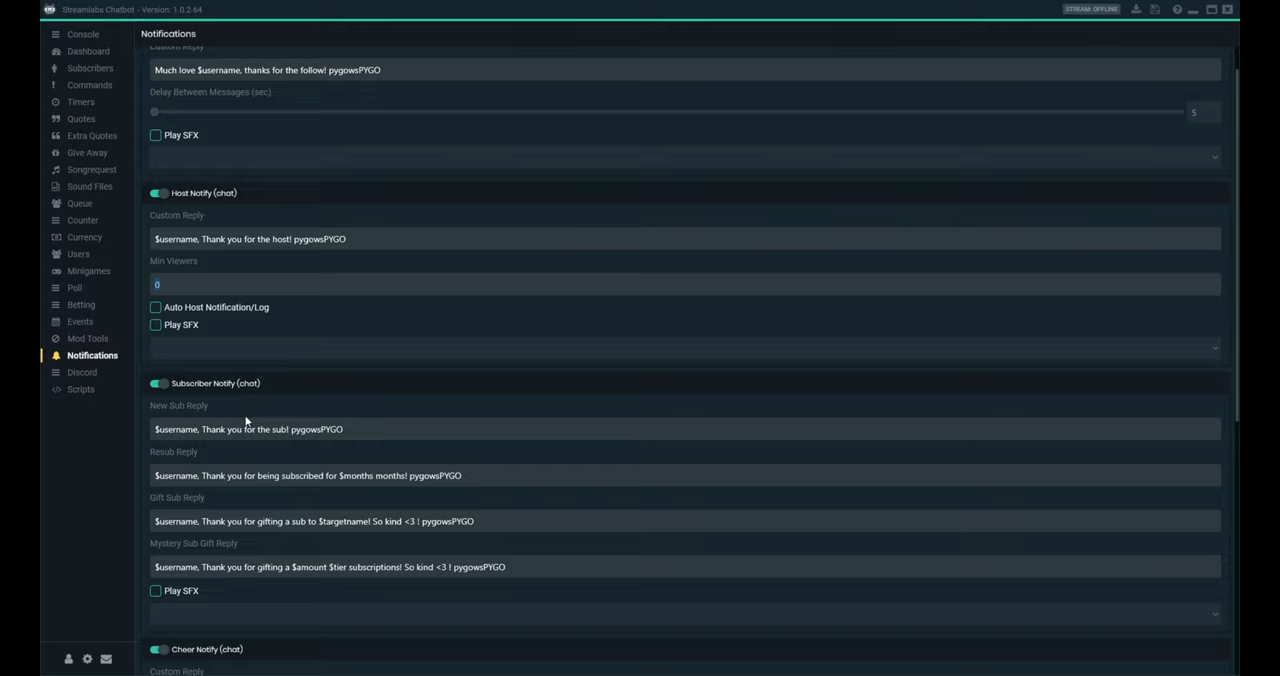 Streamlabs Chatbot - Version: 1.0.2.64
STREAM: OFFLINE
Console
Dashboard
Subscribers
Commands
Timers
Quotes
Extra Quotes
Give Away
Songrequest
Sound Files
Queue
Counter
Currency
Users
Minigames
Poll
Betting
Events
Mod Tools
Notifications
Discord
Scripts
Notifications
Custom Reply
Much love $username, thanks for the follow! pygowsPYGO
Delay Between Messages (sec)
5
Play SFX
Host Notify (chat)
Custom Reply
$username, Thank you for the host! pygowsPYGO
Min Viewers
0
Auto Host Notification/Log
Play SFX
Subscriber Notify (chat)
New Sub Reply
$username, Thank you for the sub! pygowsPYGO
Resub Reply
$username, Thank you for being subscribed for $months months! pygowsPYGO
Gift Sub Reply
$username, Thank you for gifting a sub to $targetname! So kind <3 ! pygowsPYGO
Mystery Sub Gift Reply
$username, Thank you for gifting a $amount $tier subscriptions! So kind <3 ! pygowsPYGO
Play SFX
Cheer Notify (chat)
Custom Reply